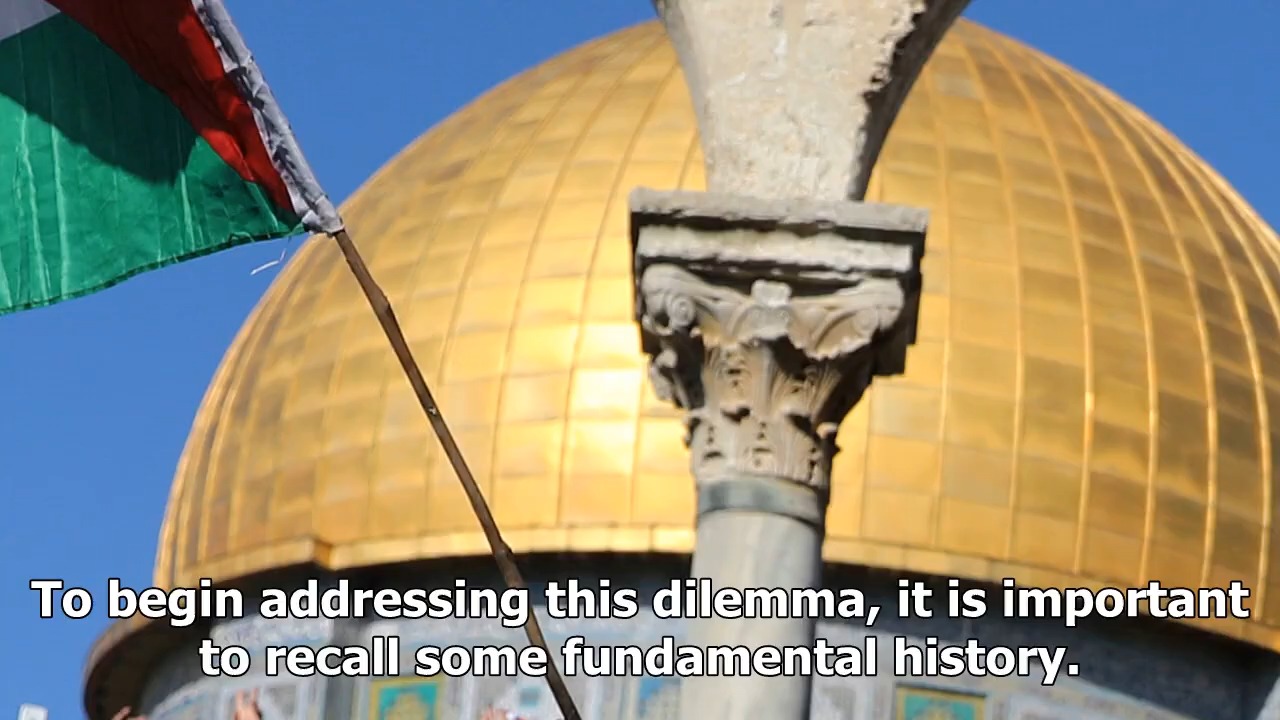 To begin addressing this dilemma, it is important
to recall some fundamental history.